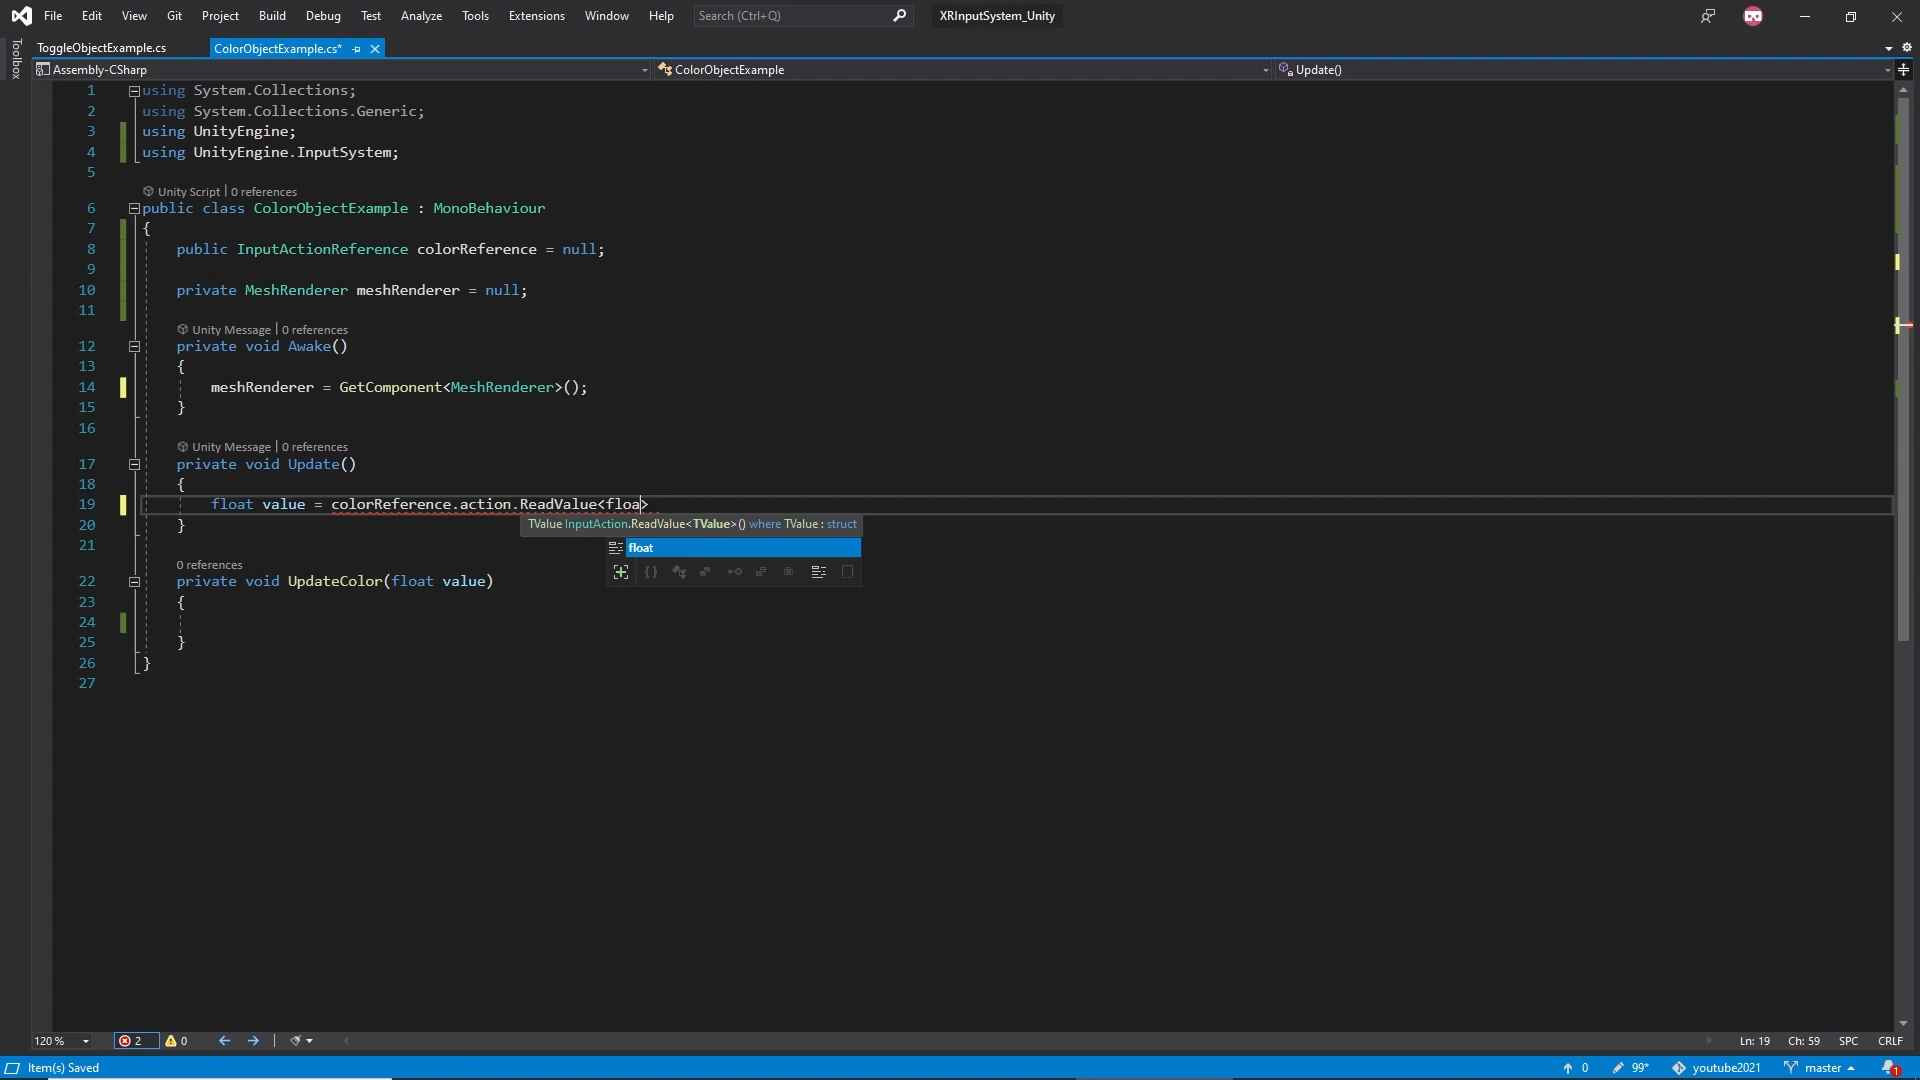 File Edit View Git Project Build Debug Test Analyze Tools Extensions Window Help Search (Ctrl+Q) XRInputSystem_Unity
Toolbox
ToggleObjectExample.cs ColorObjectExample.cs*
Assembly-CSharp ColorObjectExample Update()
1 using System.Collections;
2 using System.Collections.Generic;
3 using UnityEngine;
4 using UnityEngine.InputSystem;
5
Unity Script | 0 references
6 public class ColorObjectExample : MonoBehaviour
7 {
8 public InputActionReference colorReference = null;
9
10 private MeshRenderer meshRenderer = null;
11
Unity Message | 0 references
12 private void Awake()
13 {
14 meshRenderer = GetComponent<MeshRenderer>();
15 }
16
Unity Message | 0 references
17 private void Update()
18 {
19 float value = colorReference.action.ReadValue<floa>
TValue InputAction.ReadValue<TValue>() where TValue : struct
20 }
float
21
0 references
22 private void UpdateColor(float value)
23 {
24
25 }
26 }
27
120 % 2 0 Ln: 19 Ch: 59 SPC CRLF
Item(s) Saved 0 99* youtube2021 master 1